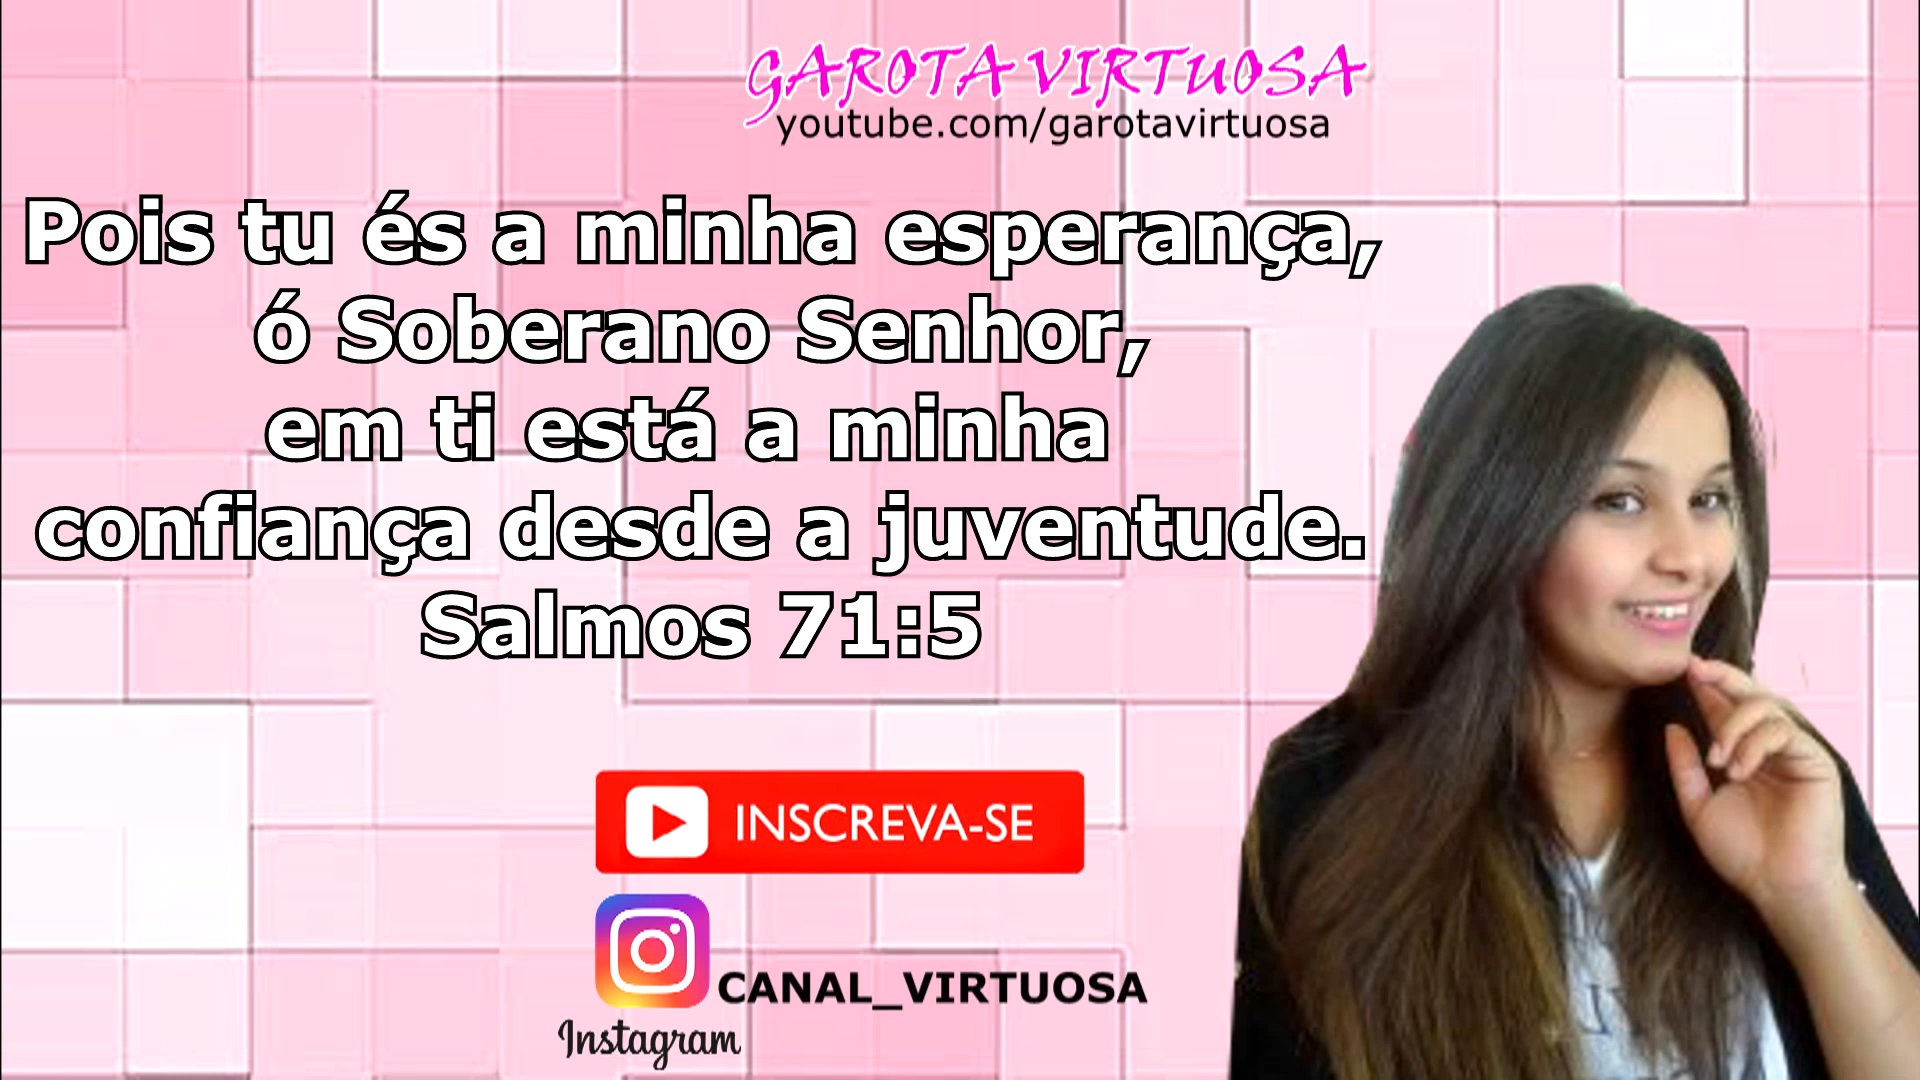 GAROTA VIRTUOSA
youtube.com/garotavirtuosa
Pois tu és a minha esperança,
ó Soberano Senhor,
em ti está a minha
confiança desde a juventude.
Salmos 71:5
INSCREVA-SE
CANAL_VIRTUOSA
Instagram